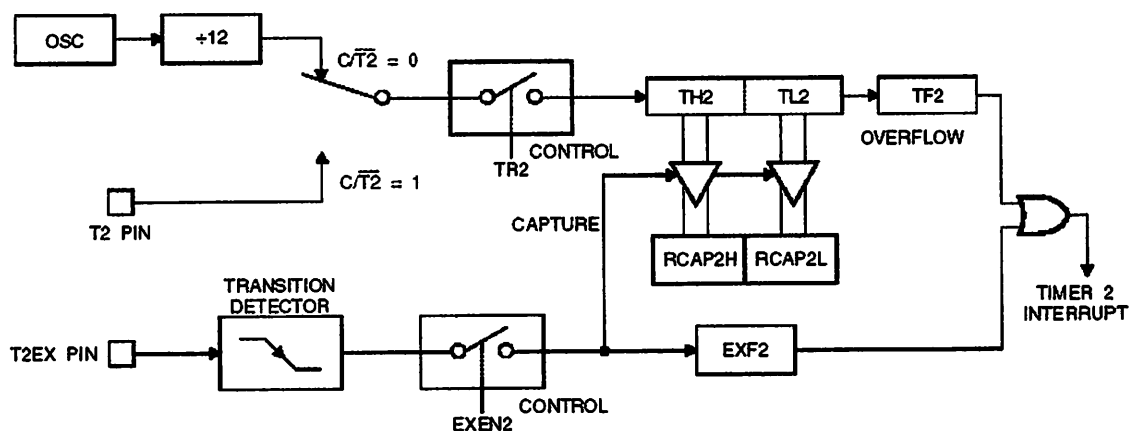 OSC
÷12
C/T2 = 0
TH2
TL2
TF2
OVERFLOW
CONTROL
TR2
C/T2 = 1
T2 PIN
CAPTURE
RCAP2H
RCAP2L
TRANSITION
DETECTOR
TIMER 2
INTERRUPT
T2EX PIN
EXF2
CONTROL
EXEN2